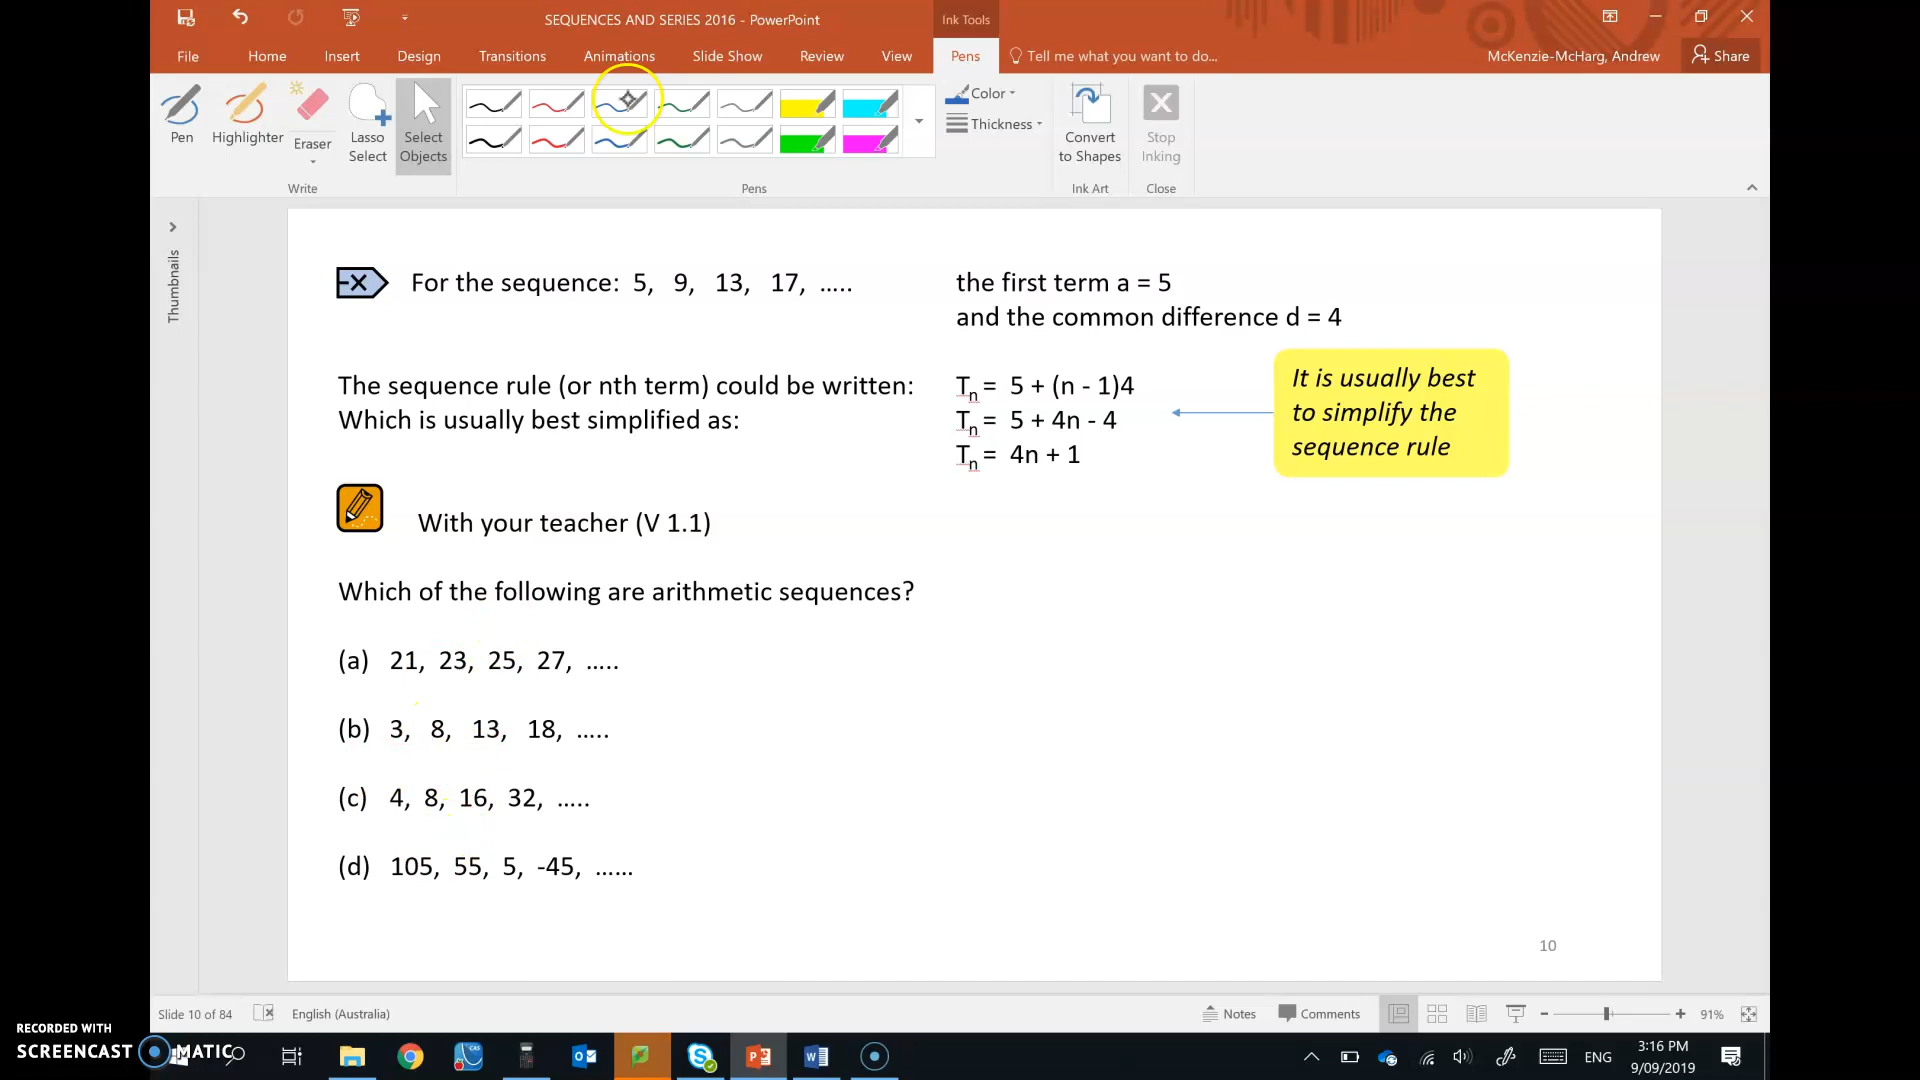 SEQUENCES AND SERIES 2016 - PowerPoint
Ink Tools
File
Home
Insert
Design
Transitions
Animations
Slide Show
Review
View
Pens
Tell me what you want to do...
McKenzie-McHarg, Andrew
Share
Pen
Highlighter
Eraser
Lasso
Select
Select
Objects
Color
Thickness
Convert
to Shapes
Stop
Inking
Write
Pens
Ink Art
Close
Thumbnails
For the sequence: 5, 9, 13, 17, .....
the first term a = 5
and the common difference d = 4
The sequence rule (or nth term) could be written:
Which is usually best simplified as:
Tn = 5 + (n - 1)4
Tn = 5 + 4n - 4
Tn = 4n + 1
It is usually best
to simplify the
sequence rule
With your teacher (V 1.1)
Which of the following are arithmetic sequences?
(a) 21, 23, 25, 27, .....
(b) 3, 8, 13, 18, .....
(c) 4, 8, 16, 32, .....
(d) 105, 55, 5, -45, ......
10
Slide 10 of 84
English (Australia)
Notes
Comments
91%
RECORDED WITH
SCREENCAST MATIC
ENG
3:16 PM
9/09/2019